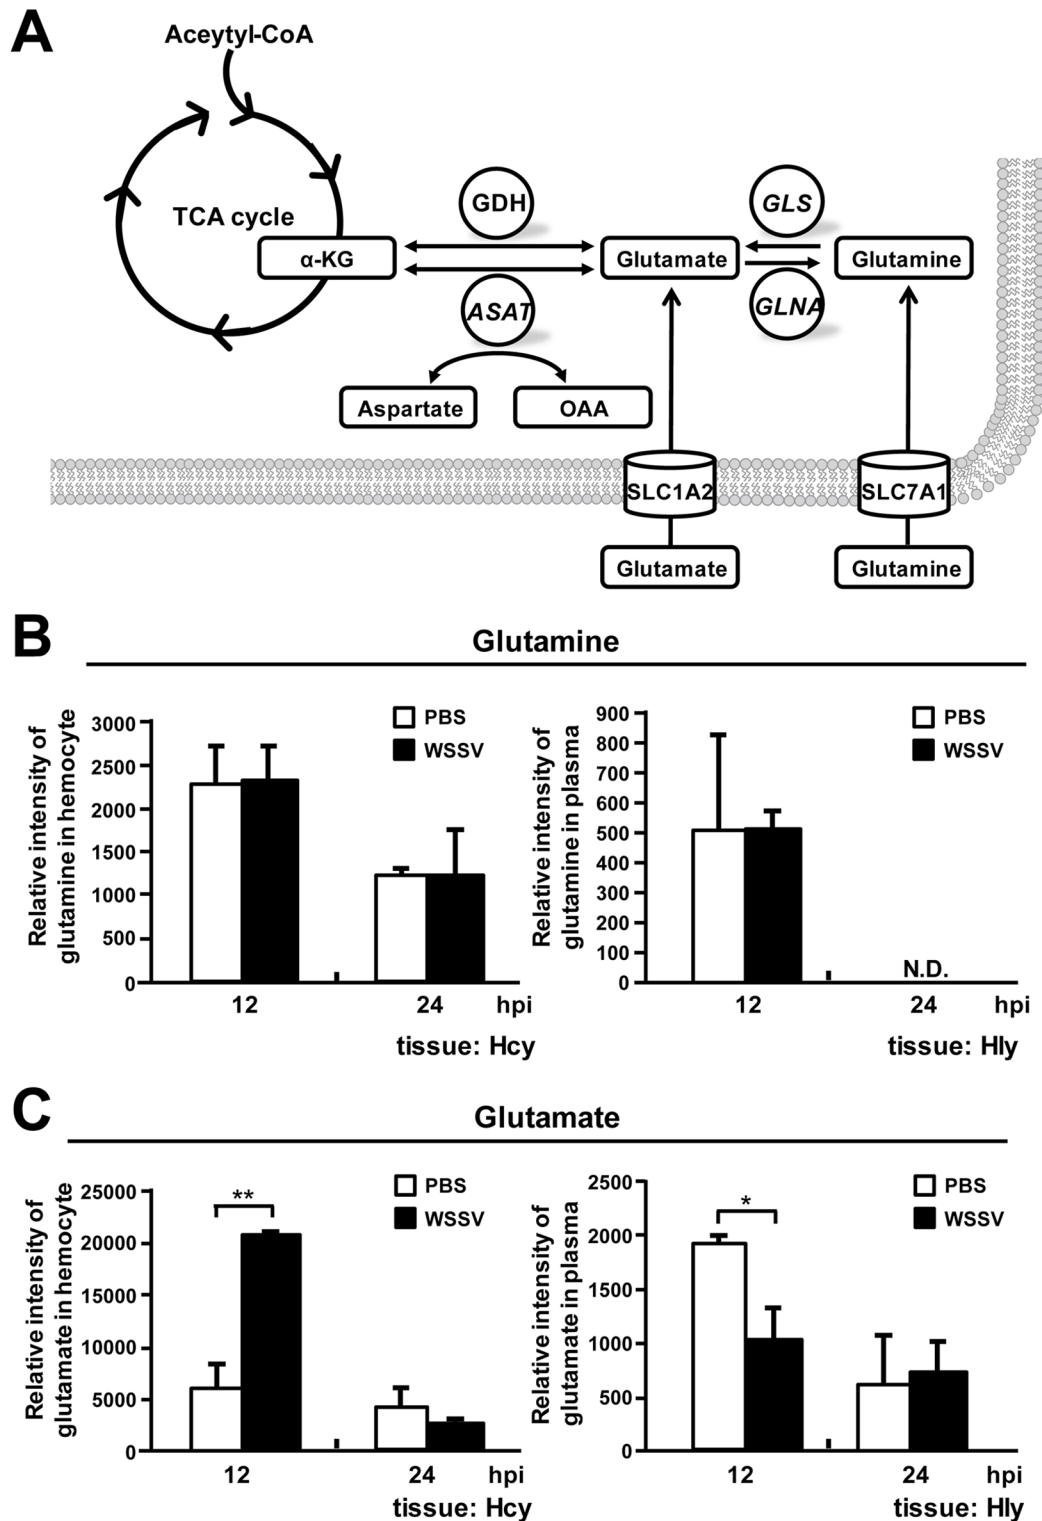 A
Aceytyl-CoA
TCA cycle
α-KG
GDH
ASAT
Aspartate
OAA
Glutamate
GLS
GLNA
Glutamine
SLC1A2
SLC7A1
Glutamate
Glutamine
B
Glutamine
Relative intensity of
glutamine in hemocyte
3000
2500
2000
1500
1000
500
0
PBS
WSSV
12 24 hpi
tissue: Hcy
Relative intensity of
glutamine in plasma
900
800
700
600
500
400
300
200
100
0
PBS
WSSV
N.D.
12 24 hpi
tissue: Hly
C
Glutamate
Relative intensity of
glutamate in hemocyte
25000
20000
15000
10000
5000
0
**
PBS
WSSV
12 24 hpi
tissue: Hcy
Relative intensity of
glutamate in plasma
2500
2000
1500
1000
500
0
*
PBS
WSSV
12 24 hpi
tissue: Hly